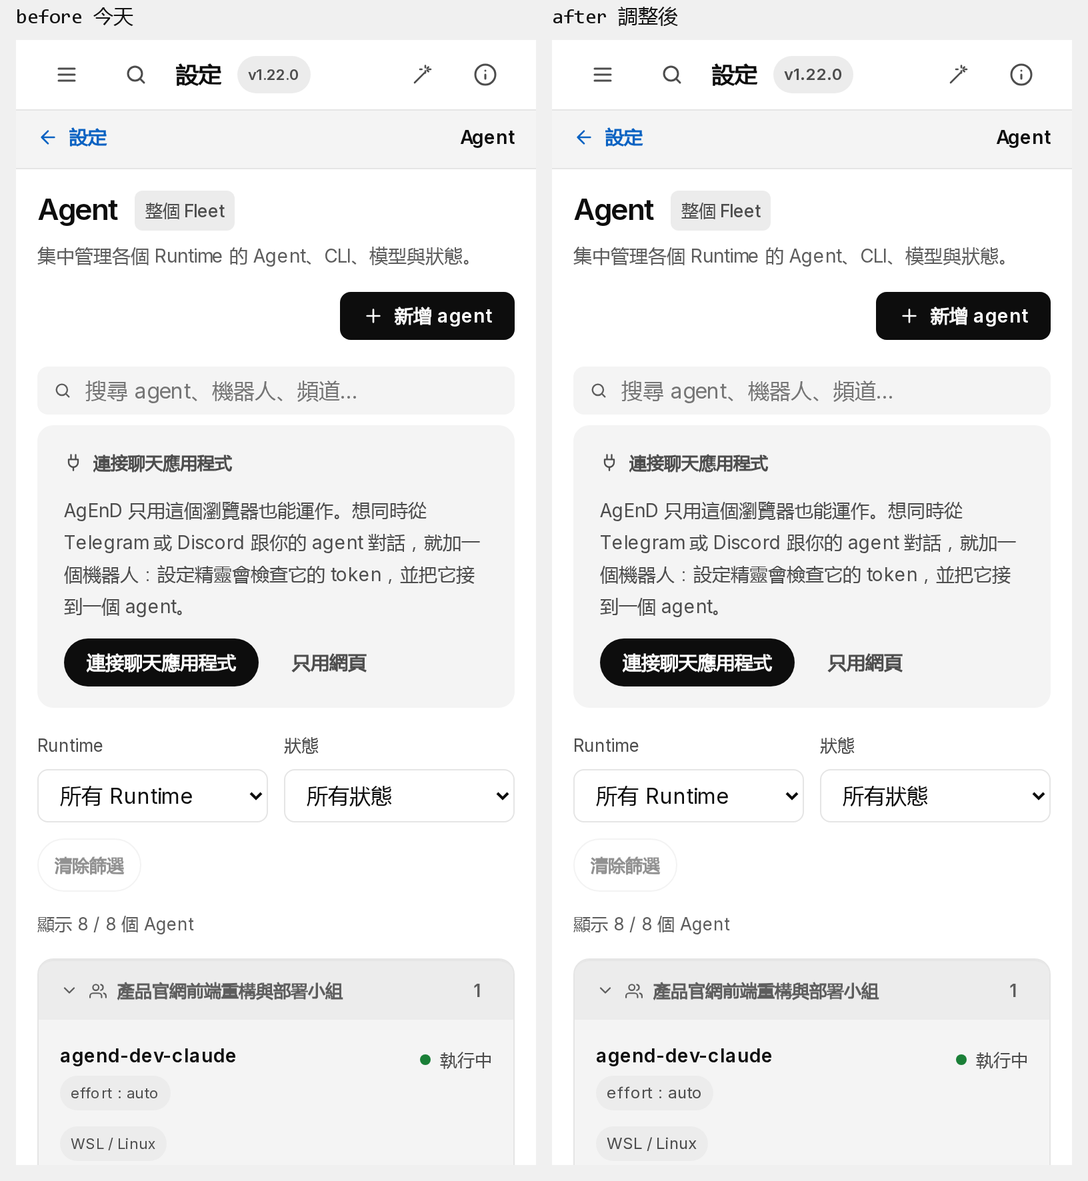 before 今天
設定 v1.22.0
設定
Agent
Agent 整個 Fleet
集中管理各個 Runtime 的 Agent、CLI、模型與狀態。
新增 agent
搜尋 agent、機器人、頻道...
連接聊天應用程式
AgEnD 只用這個瀏覽器也能運作。想同時從
Telegram 或 Discord 跟你的 agent 對話，就加一
個機器人：設定精靈會檢查它的 token，並把它接
到一個 agent。
連接聊天應用程式 只用網頁
Runtime 狀態
所有 Runtime 所有狀態
清除篩選
顯示 8 / 8 個 Agent
產品官網前端重構與部署小組 1
agend-dev-claude 執行中
effort：auto
WSL / Linux
after 調整後
設定 v1.22.0
設定
Agent
Agent 整個 Fleet
集中管理各個 Runtime 的 Agent、CLI、模型與狀態。
新增 agent
搜尋 agent、機器人、頻道...
連接聊天應用程式
AgEnD 只用這個瀏覽器也能運作。想同時從
Telegram 或 Discord 跟你的 agent 對話，就加一
個機器人：設定精靈會檢查它的 token，並把它接
到一個 agent。
連接聊天應用程式 只用網頁
Runtime 狀態
所有 Runtime 所有狀態
清除篩選
顯示 8 / 8 個 Agent
產品官網前端重構與部署小組 1
agend-dev-claude 執行中
effort：auto
WSL / Linux